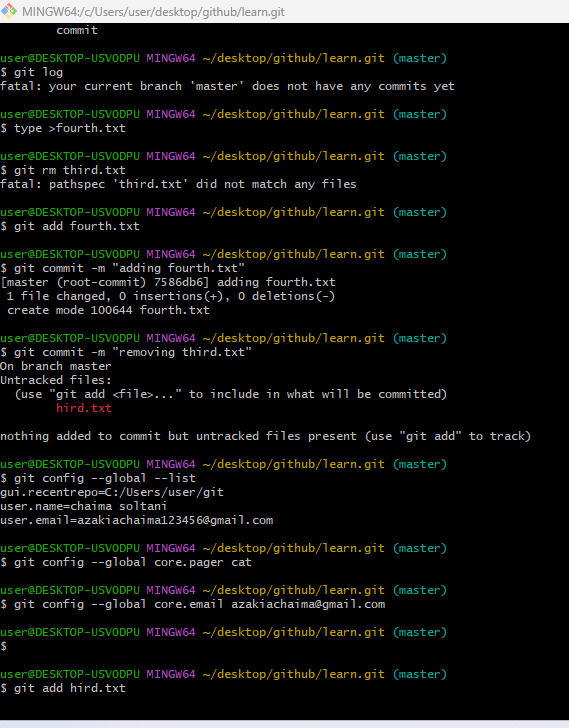 MINGW64:/c/Users/user/desktop/github/learn.git
commit
user@DESKTOP-USVODPU MINGW64 ~/desktop/github/learn.git (master)
$ git log
fatal: your current branch 'master' does not have any commits yet
user@DESKTOP-USVODPU MINGW64 ~/desktop/github/learn.git (master)
$ type >fourth.txt
user@DESKTOP-USVODPU MINGW64 ~/desktop/github/learn.git (master)
$ git rm third.txt
fatal: pathspec 'third.txt' did not match any files
user@DESKTOP-USVODPU MINGW64 ~/desktop/github/learn.git (master)
$ git add fourth.txt
user@DESKTOP-USVODPU MINGW64 ~/desktop/github/learn.git (master)
$ git commit -m "adding fourth.txt"
[master (root-commit) 7586db6] adding fourth.txt
1 file changed, 0 insertions(+), 0 deletions(-)
create mode 100644 fourth.txt
user@DESKTOP-USVODPU MINGW64 ~/desktop/github/learn.git (master)
$ git commit -m "removing third.txt"
On branch master
Untracked files:
(use "git add <file>..." to include in what will be committed)
hird.txt
nothing added to commit but untracked files present (use "git add" to track)
user@DESKTOP-USVODPU MINGW64 ~/desktop/github/learn.git (master)
$ git config --global --list
gui.recentrepo=C:/Users/user/git
user.name=chaima soltani
user.email=azakiachaima123456@gmail.com
user@DESKTOP-USVODPU MINGW64 ~/desktop/github/learn.git (master)
$ git config --global core.pager cat
user@DESKTOP-USVODPU MINGW64 ~/desktop/github/learn.git (master)
$ git config --global core.email azakiachaima@gmail.com
user@DESKTOP-USVODPU MINGW64 ~/desktop/github/learn.git (master)
$
user@DESKTOP-USVODPU MINGW64 ~/desktop/github/learn.git (master)
$ git add hird.txt